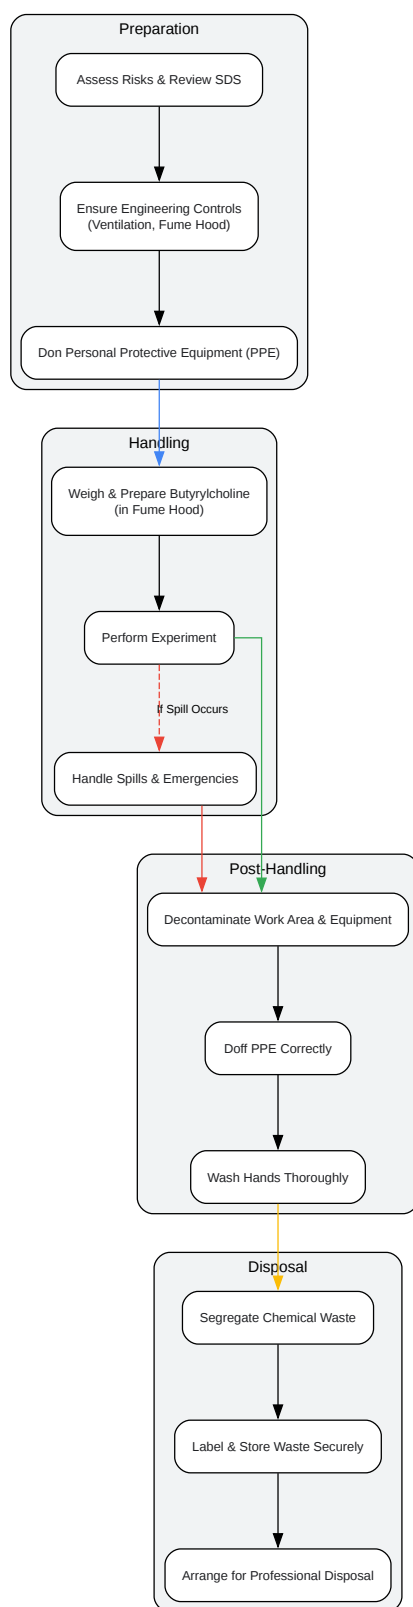 Preparation
Assess Risks & Review SDS
Ensure Engineering Controls
(Ventilation, Fume Hood)
Don Personal Protective Equipment (PPE)
Handling
Weigh & Prepare Butyrylcholine
(in Fume Hood)
Perform Experiment
If Spill Occurs
Handle Spills & Emergencies
Post-Handling
Decontaminate Work Area & Equipment
Doff PPE Correctly
Wash Hands Thoroughly
Disposal
Segregate Chemical Waste
Label & Store Waste Securely
Arrange for Professional Disposal